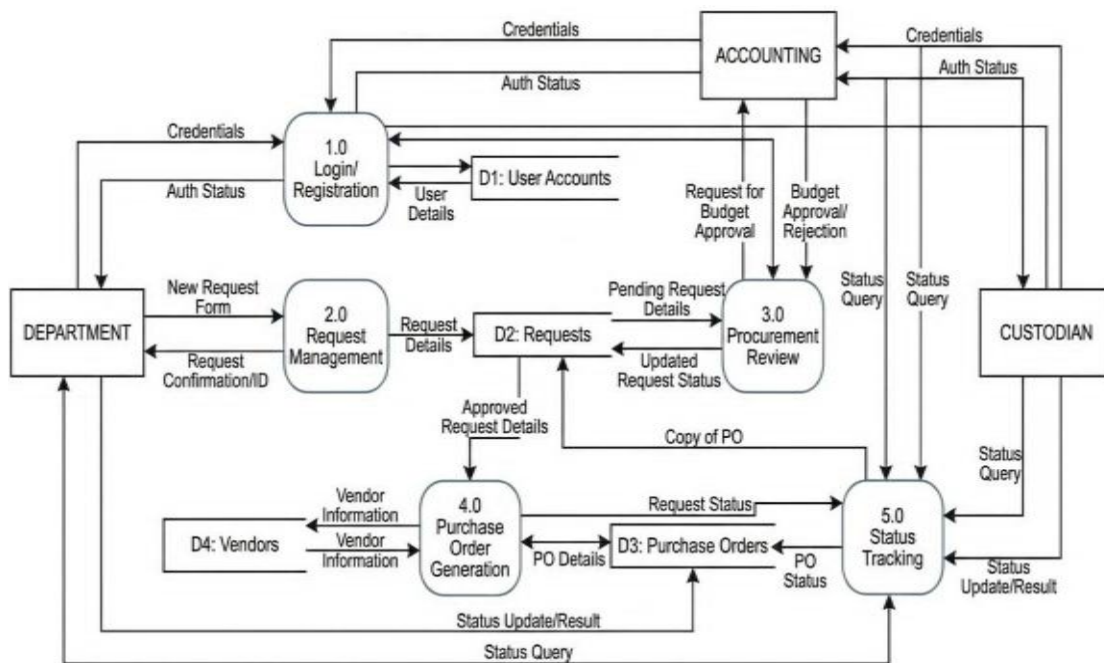 Credentials
ACCOUNTING
Credentials
Auth Status
Auth Status
Credentials
1.0
Login/
Registration
D1: User Accounts
Auth Status
User
Details
Request for
Budget
Approval
Budget
Approval/
Rejection
Status
Query
Status
Query
New Request
Form
DEPARTMENT
2.0
Request
Management
Request
Details
D2: Requests
Pending Request
Details
3.0
Procurement
Review
CUSTODIAN
Request
Confirmation/ID
Updated
Request Status
Approved
Request Details
Copy of PO
Status
Query
Vendor
Information
4.0
Purchase
Order
Generation
Request Status
5.0
Status
Tracking
D4: Vendors
Vendor
Information
PO Details
D3: Purchase Orders
PO
Status
Status
Update/Result
Status Update/Result
Status Query